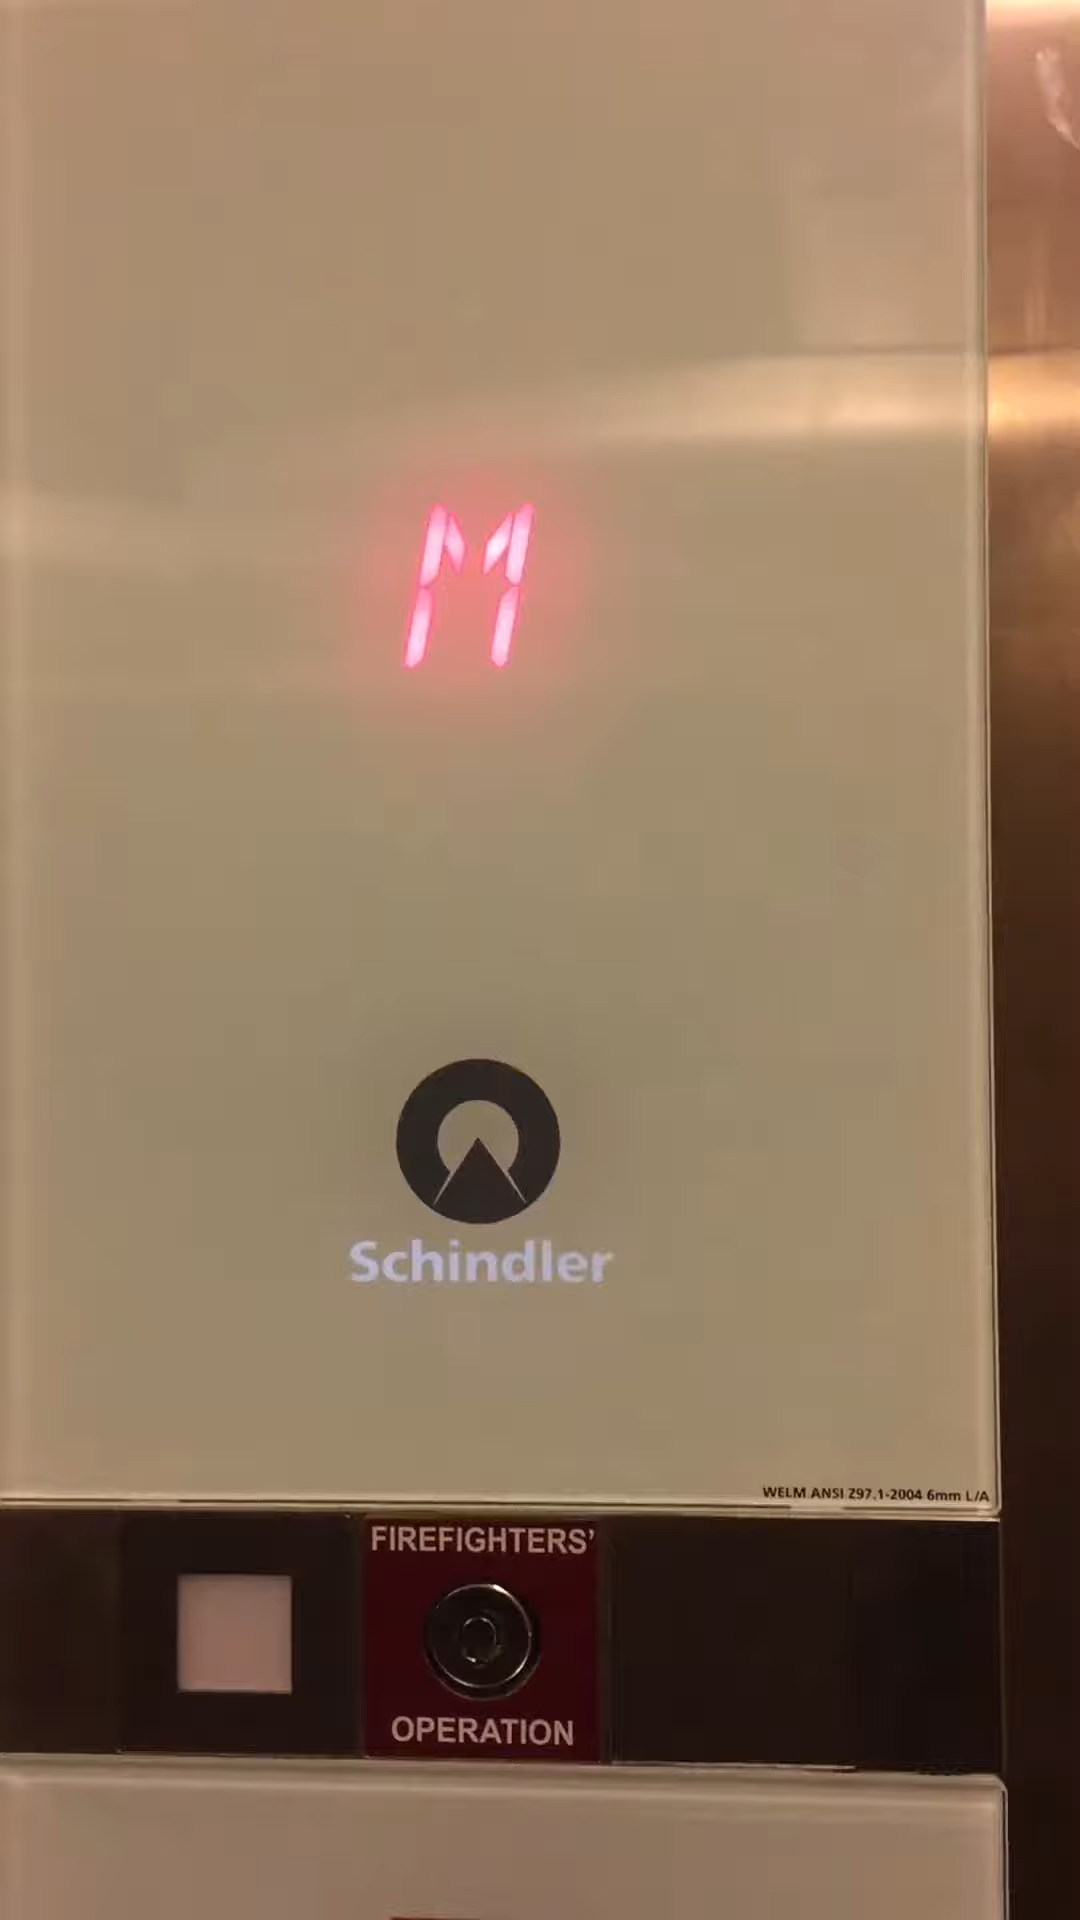 M
Schindler
WELM ANSI Z97.1-2004 6mm L/A
FIREFIGHTERS’
OPERATION